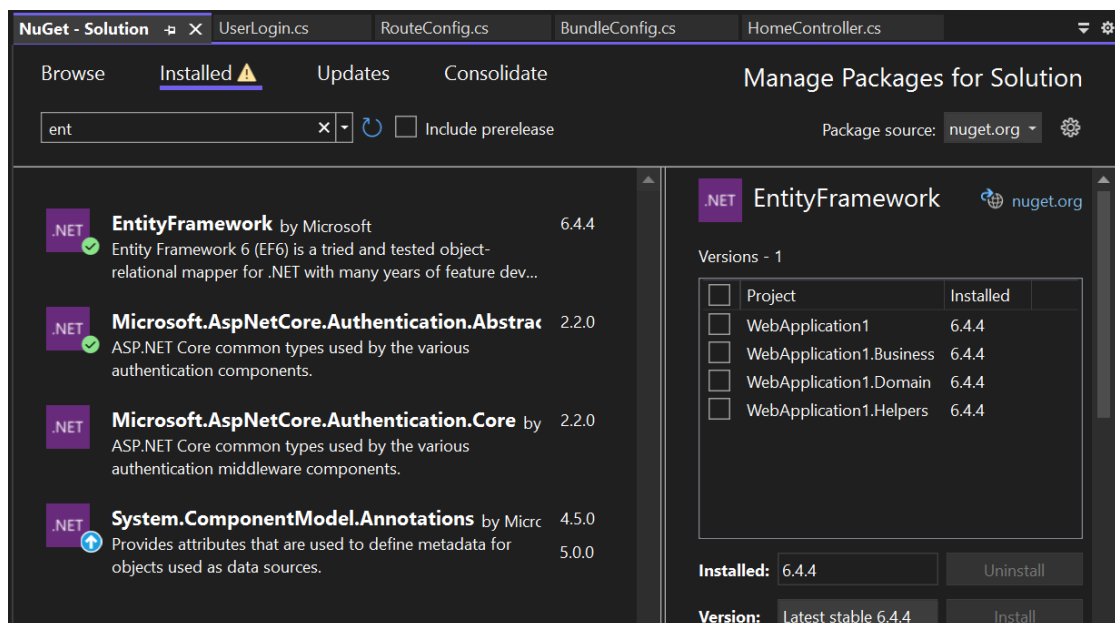 NuGet - Solution
UserLogin.cs
RouteConfig.cs
BundleConfig.cs
HomeController.cs
Browse
Installed
Updates
Consolidate
Manage Packages for Solution
ent
Include prerelease
Package source:
nuget.org
.NET
EntityFramework by Microsoft
6.4.4
Entity Framework 6 (EF6) is a tried and tested object-
relational mapper for .NET with many years of feature dev...
.NET
Microsoft.AspNetCore.Authentication.Abstrac
2.2.0
ASP.NET Core common types used by the various
authentication components.
.NET
Microsoft.AspNetCore.Authentication.Core by
2.2.0
ASP.NET Core common types used by the various
authentication middleware components.
.NET
System.ComponentModel.Annotations by Micrc
4.5.0
Provides attributes that are used to define metadata for
objects used as data sources.
5.0.0
.NET
EntityFramework
nuget.org
Versions - 1
Project Installed
WebApplication1 6.4.4
WebApplication1.Business 6.4.4
WebApplication1.Domain 6.4.4
WebApplication1.Helpers 6.4.4
Installed: 6.4.4 Uninstall
Version: Latest stable 6.4.4 Install